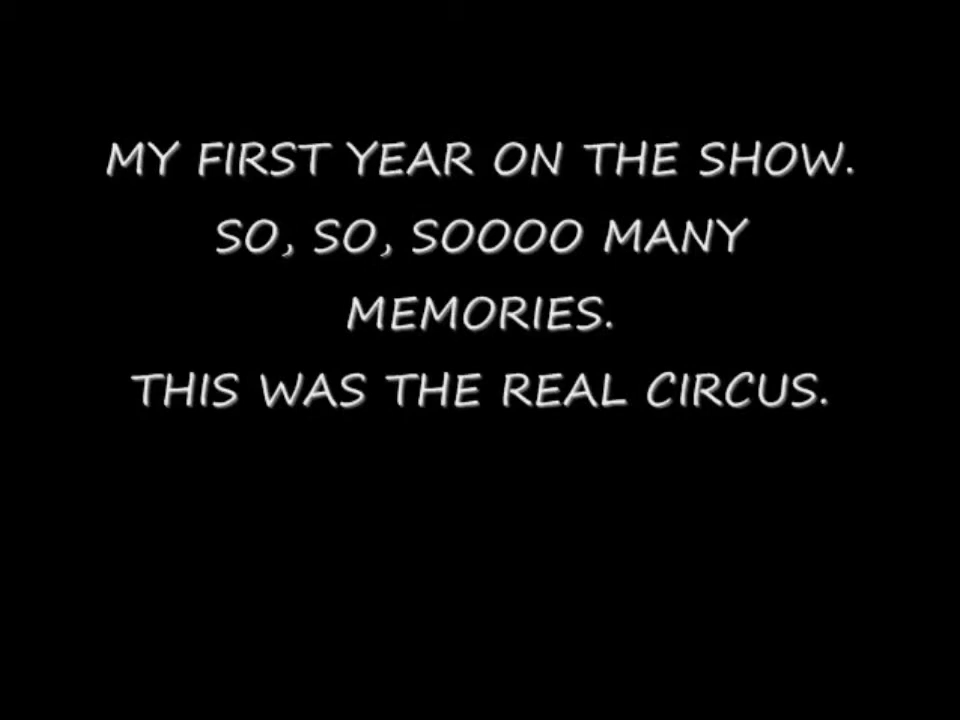 MY FIRST YEAR ON THE SHOW.
SO, SO, SOOOO MANY
MEMORIES.
THIS WAS THE REAL CIRCUS.